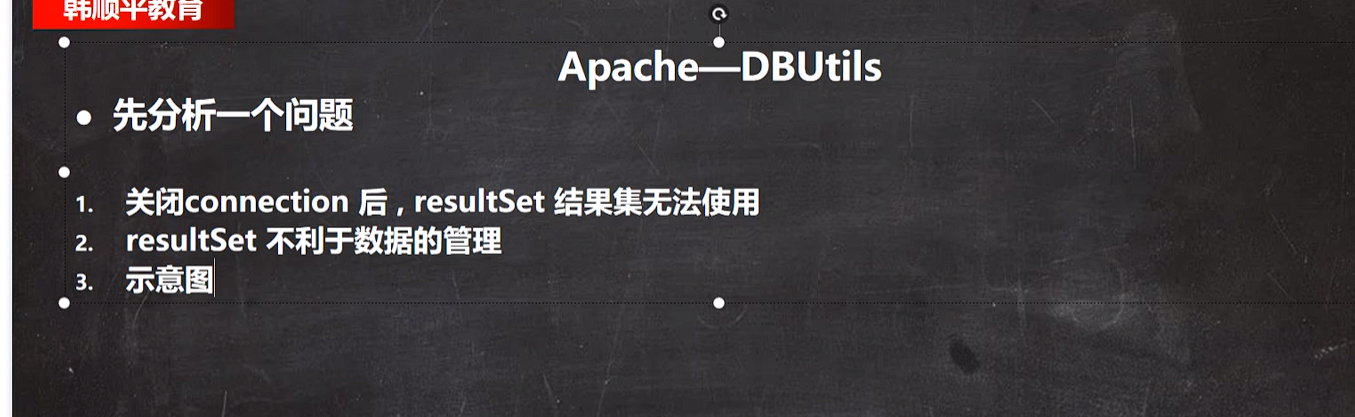 韩顺平教育
Apache—DBUtils
● 先分析一个问题
1. 关闭connection 后 , resultSet 结果集无法使用
2. resultSet 不利于数据的管理
3. 示意图